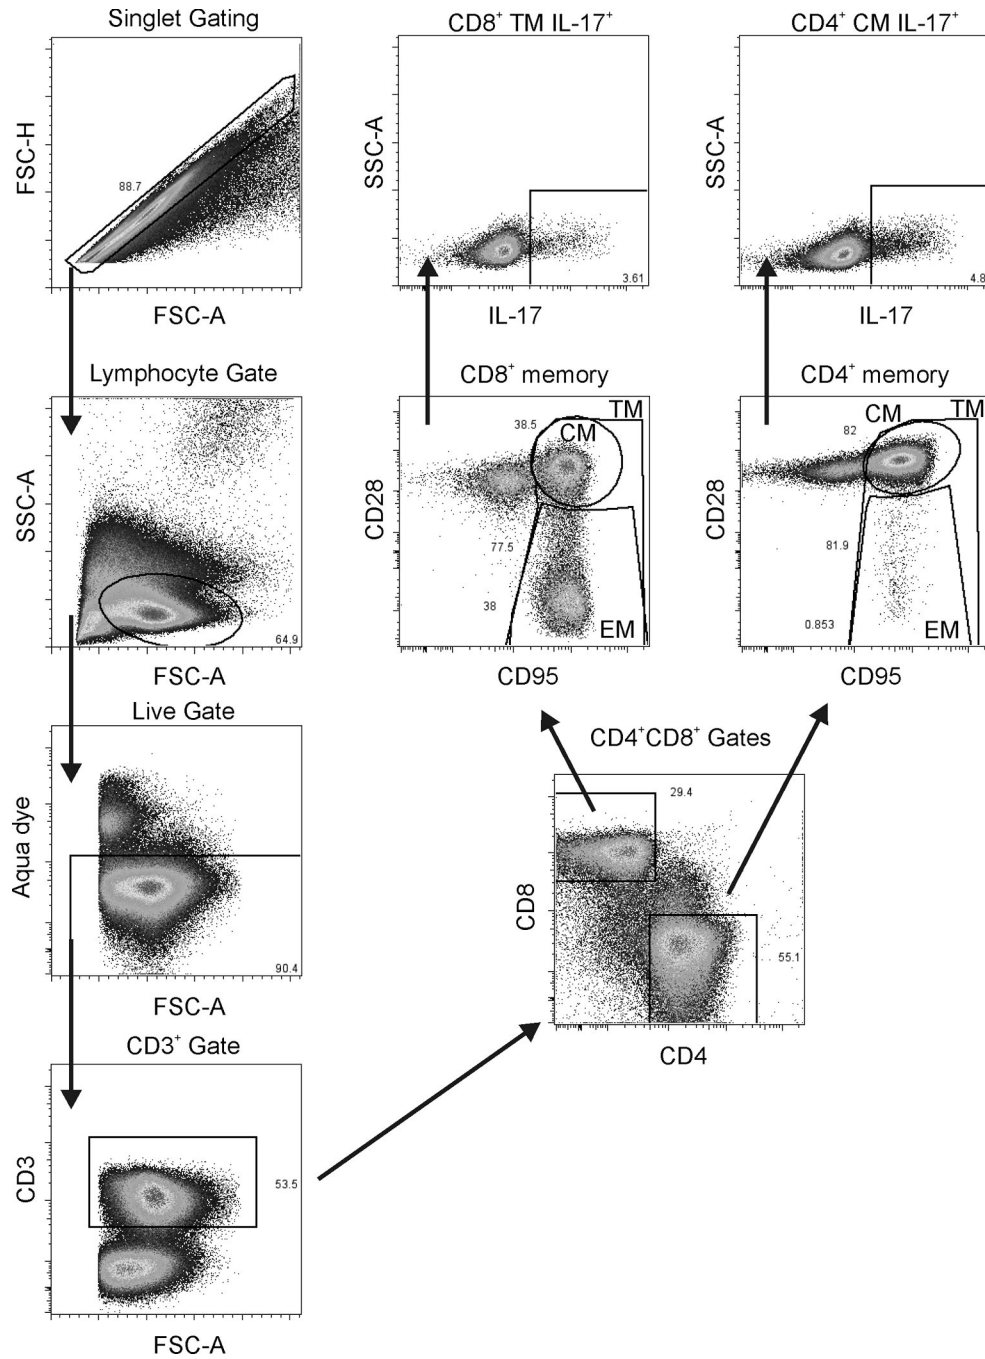 Singlet Gating
FSC-H
88.7
FSC-A
Lymphocyte Gate
SSC-A
64.9
FSC-A
Live Gate
Aqua dye
90.4
FSC-A
CD3⁺ Gate
CD3
53.5
FSC-A
CD4⁺CD8⁺ Gates
29.4
CD8
55.1
CD4
CD8⁺ memory
TM
38.5
CM
CD28
77.5
38
EM
CD95
CD4⁺ memory
TM
CM
82
CD28
81.9
0.853
EM
CD95
CD8⁺ TM IL-17⁺
SSC-A
3.61
IL-17
CD4⁺ CM IL-17⁺
SSC-A
4.8
IL-17